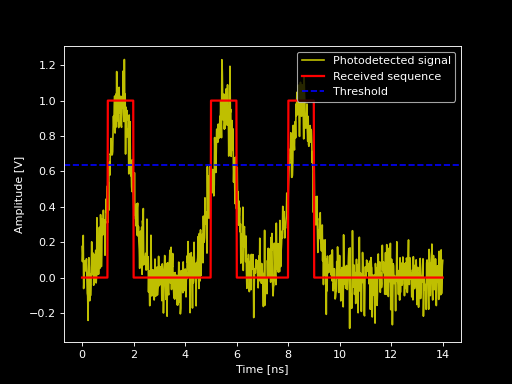 Photodetected signal
Received sequence
Threshold
1.2
1.0
0.8
0.6
0.4
0.2
0.0
−0.2
Amplitude [V]
0 2 4 6 8 10 12 14
Time [ns]